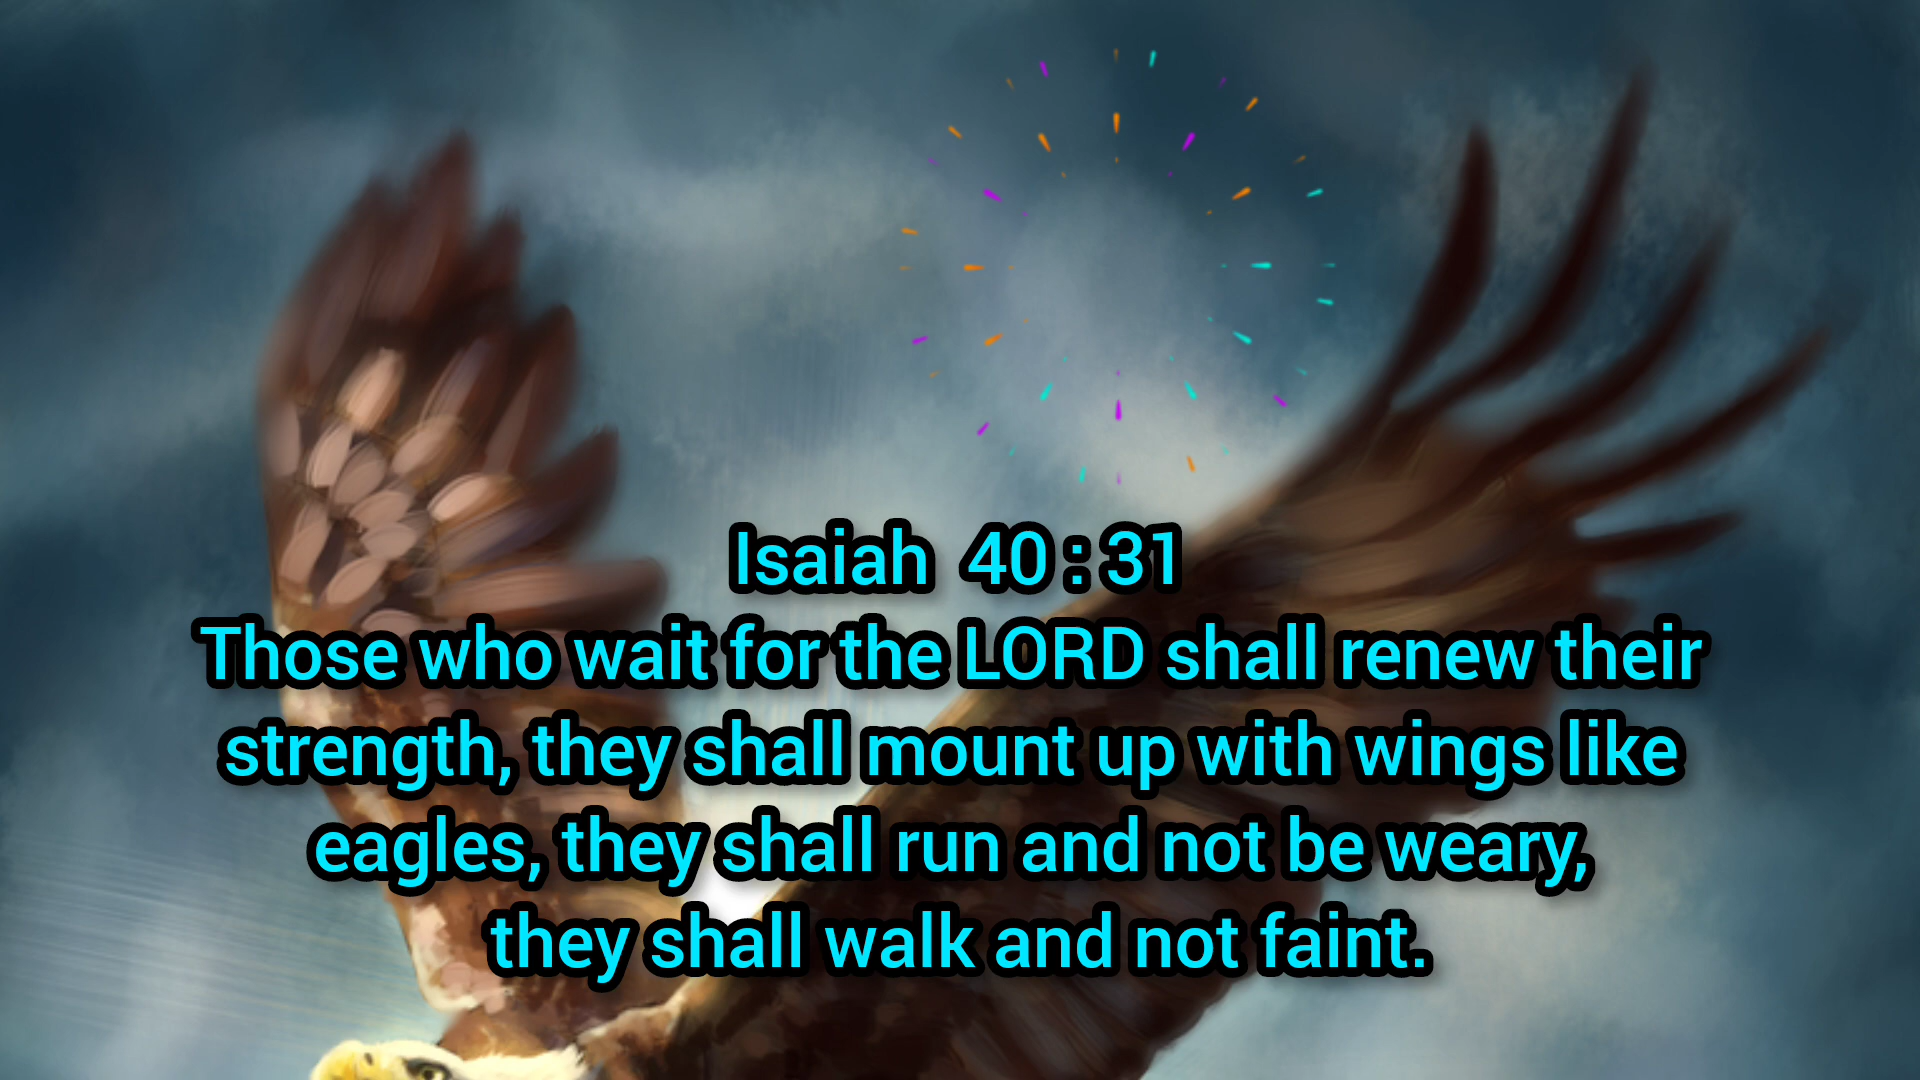 Isaiah 40:31
Those who wait for the LORD shall renew their
strength, they shall mount up with wings like
eagles, they shall run and not be weary,
they shall walk and not faint.